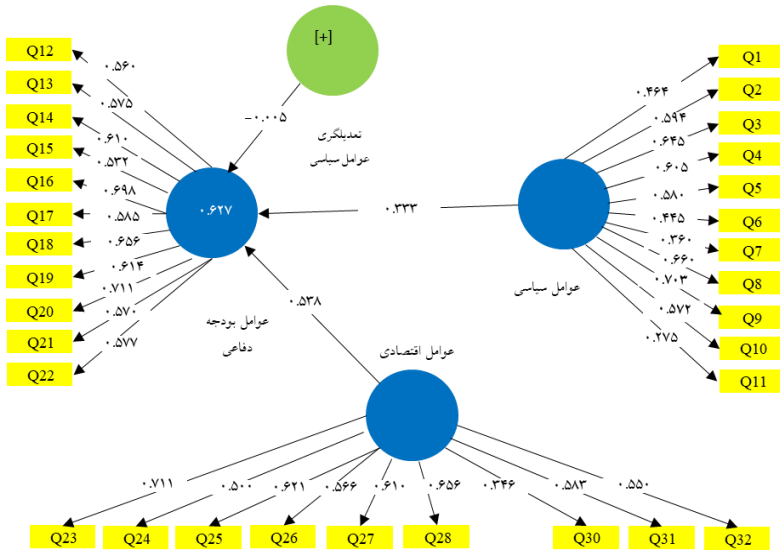 [+]
Q12
Q13
Q14
Q15
Q16
Q17
Q18
Q19
Q20
Q21
Q22
۰.۵۶۰
۰.۵۷۵
۰.۶۱۰
۰.۵۳۲
۰.۶۹۸
۰.۵۸۵
۰.۶۵۶
۰.۶۱۴
۰.۷۱۱
۰.۵۷۰
۰.۵۷۷
۰.۶۲۷
عوامل بودجه
دفاعی
-۰.۰۰۵
تعدیلگری
عوامل سیاسی
۰.۳۳۳
۰.۵۳۸
عوامل سیاسی
Q1
Q2
Q3
Q4
Q5
Q6
Q7
Q8
Q9
Q10
Q11
۰.۴۶۴
۰.۵۹۴
۰.۶۴۵
۰.۶۰۵
۰.۵۸۰
۰.۴۴۵
۰.۳۶۰
۰.۶۶۰
۰.۷۰۳
۰.۵۷۲
۰.۲۷۵
عوامل اقتصادی
۰.۷۱۱
۰.۵۰۰
۰.۶۲۱
۰.۵۶۶
۰.۶۱۰
۰.۶۵۶
۰.۳۴۶
۰.۵۸۳
۰.۵۵۰
Q23
Q24
Q25
Q26
Q27
Q28
Q30
Q31
Q32